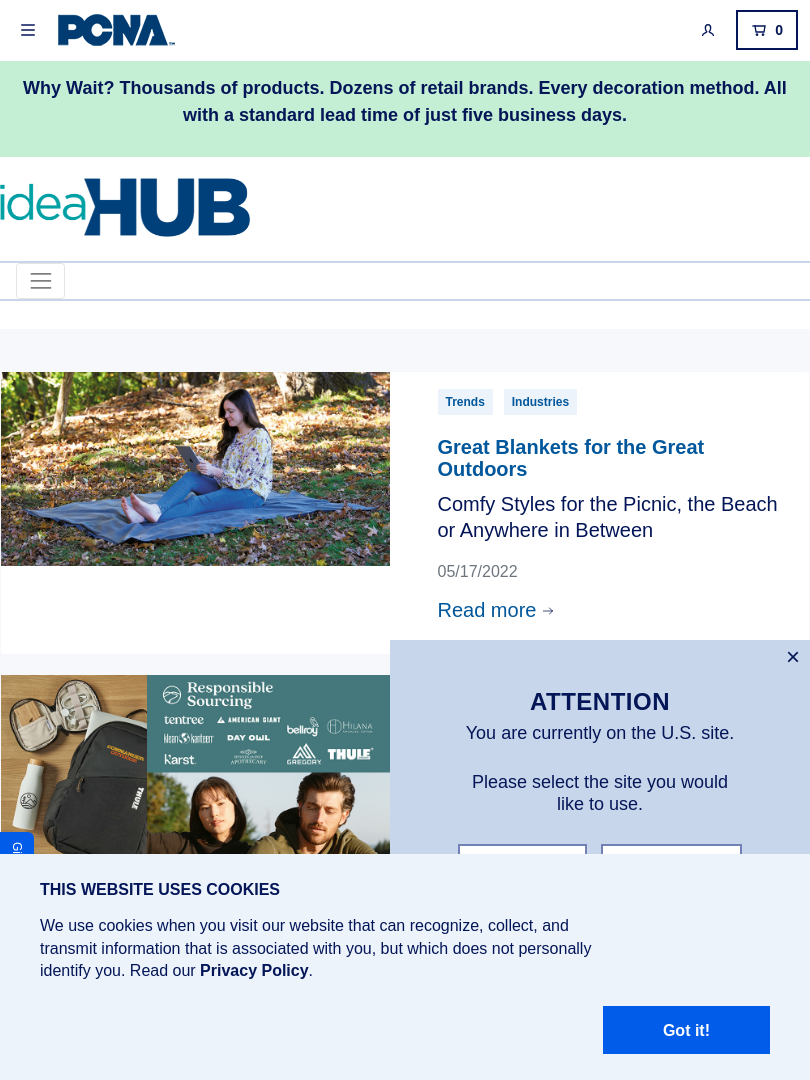 PCNA
0
Why Wait? Thousands of products. Dozens of retail brands. Every decoration method. All
with a standard lead time of just five business days.
ideaHUB
Trends
Industries
Great Blankets for the Great
Outdoors
Comfy Styles for the Picnic, the Beach
or Anywhere in Between
05/17/2022
Read more
Responsible
Sourcing
tentree
AMERICAN GIANT
bellroy
HILANA
klean kanteen
DAY OWL
karst
APOTHECARY
GREGORY
THULE
THULE
ATTENTION
You are currently on the U.S. site.
Please select the site you would
like to use.
THIS WEBSITE USES COOKIES
We use cookies when you visit our website that can recognize, collect, and
transmit information that is associated with you, but which does not personally
identify you. Read our Privacy Policy.
Got it!